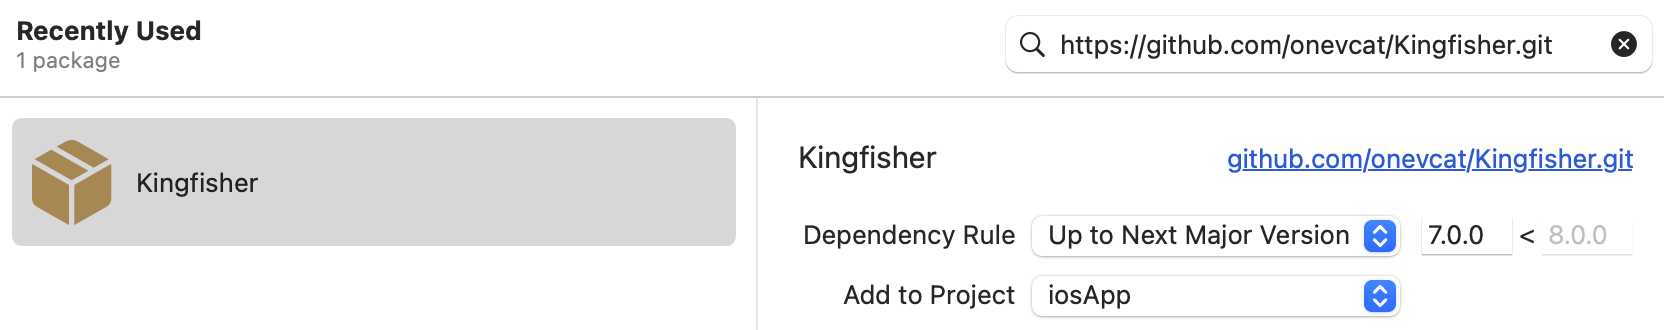 Recently Used
1 package
https://github.com/onevcat/Kingfisher.git
Kingfisher
Kingfisher
github.com/onevcat/Kingfisher.git
Dependency Rule Up to Next Major Version 7.0.0 < 8.0.0
Add to Project iosApp